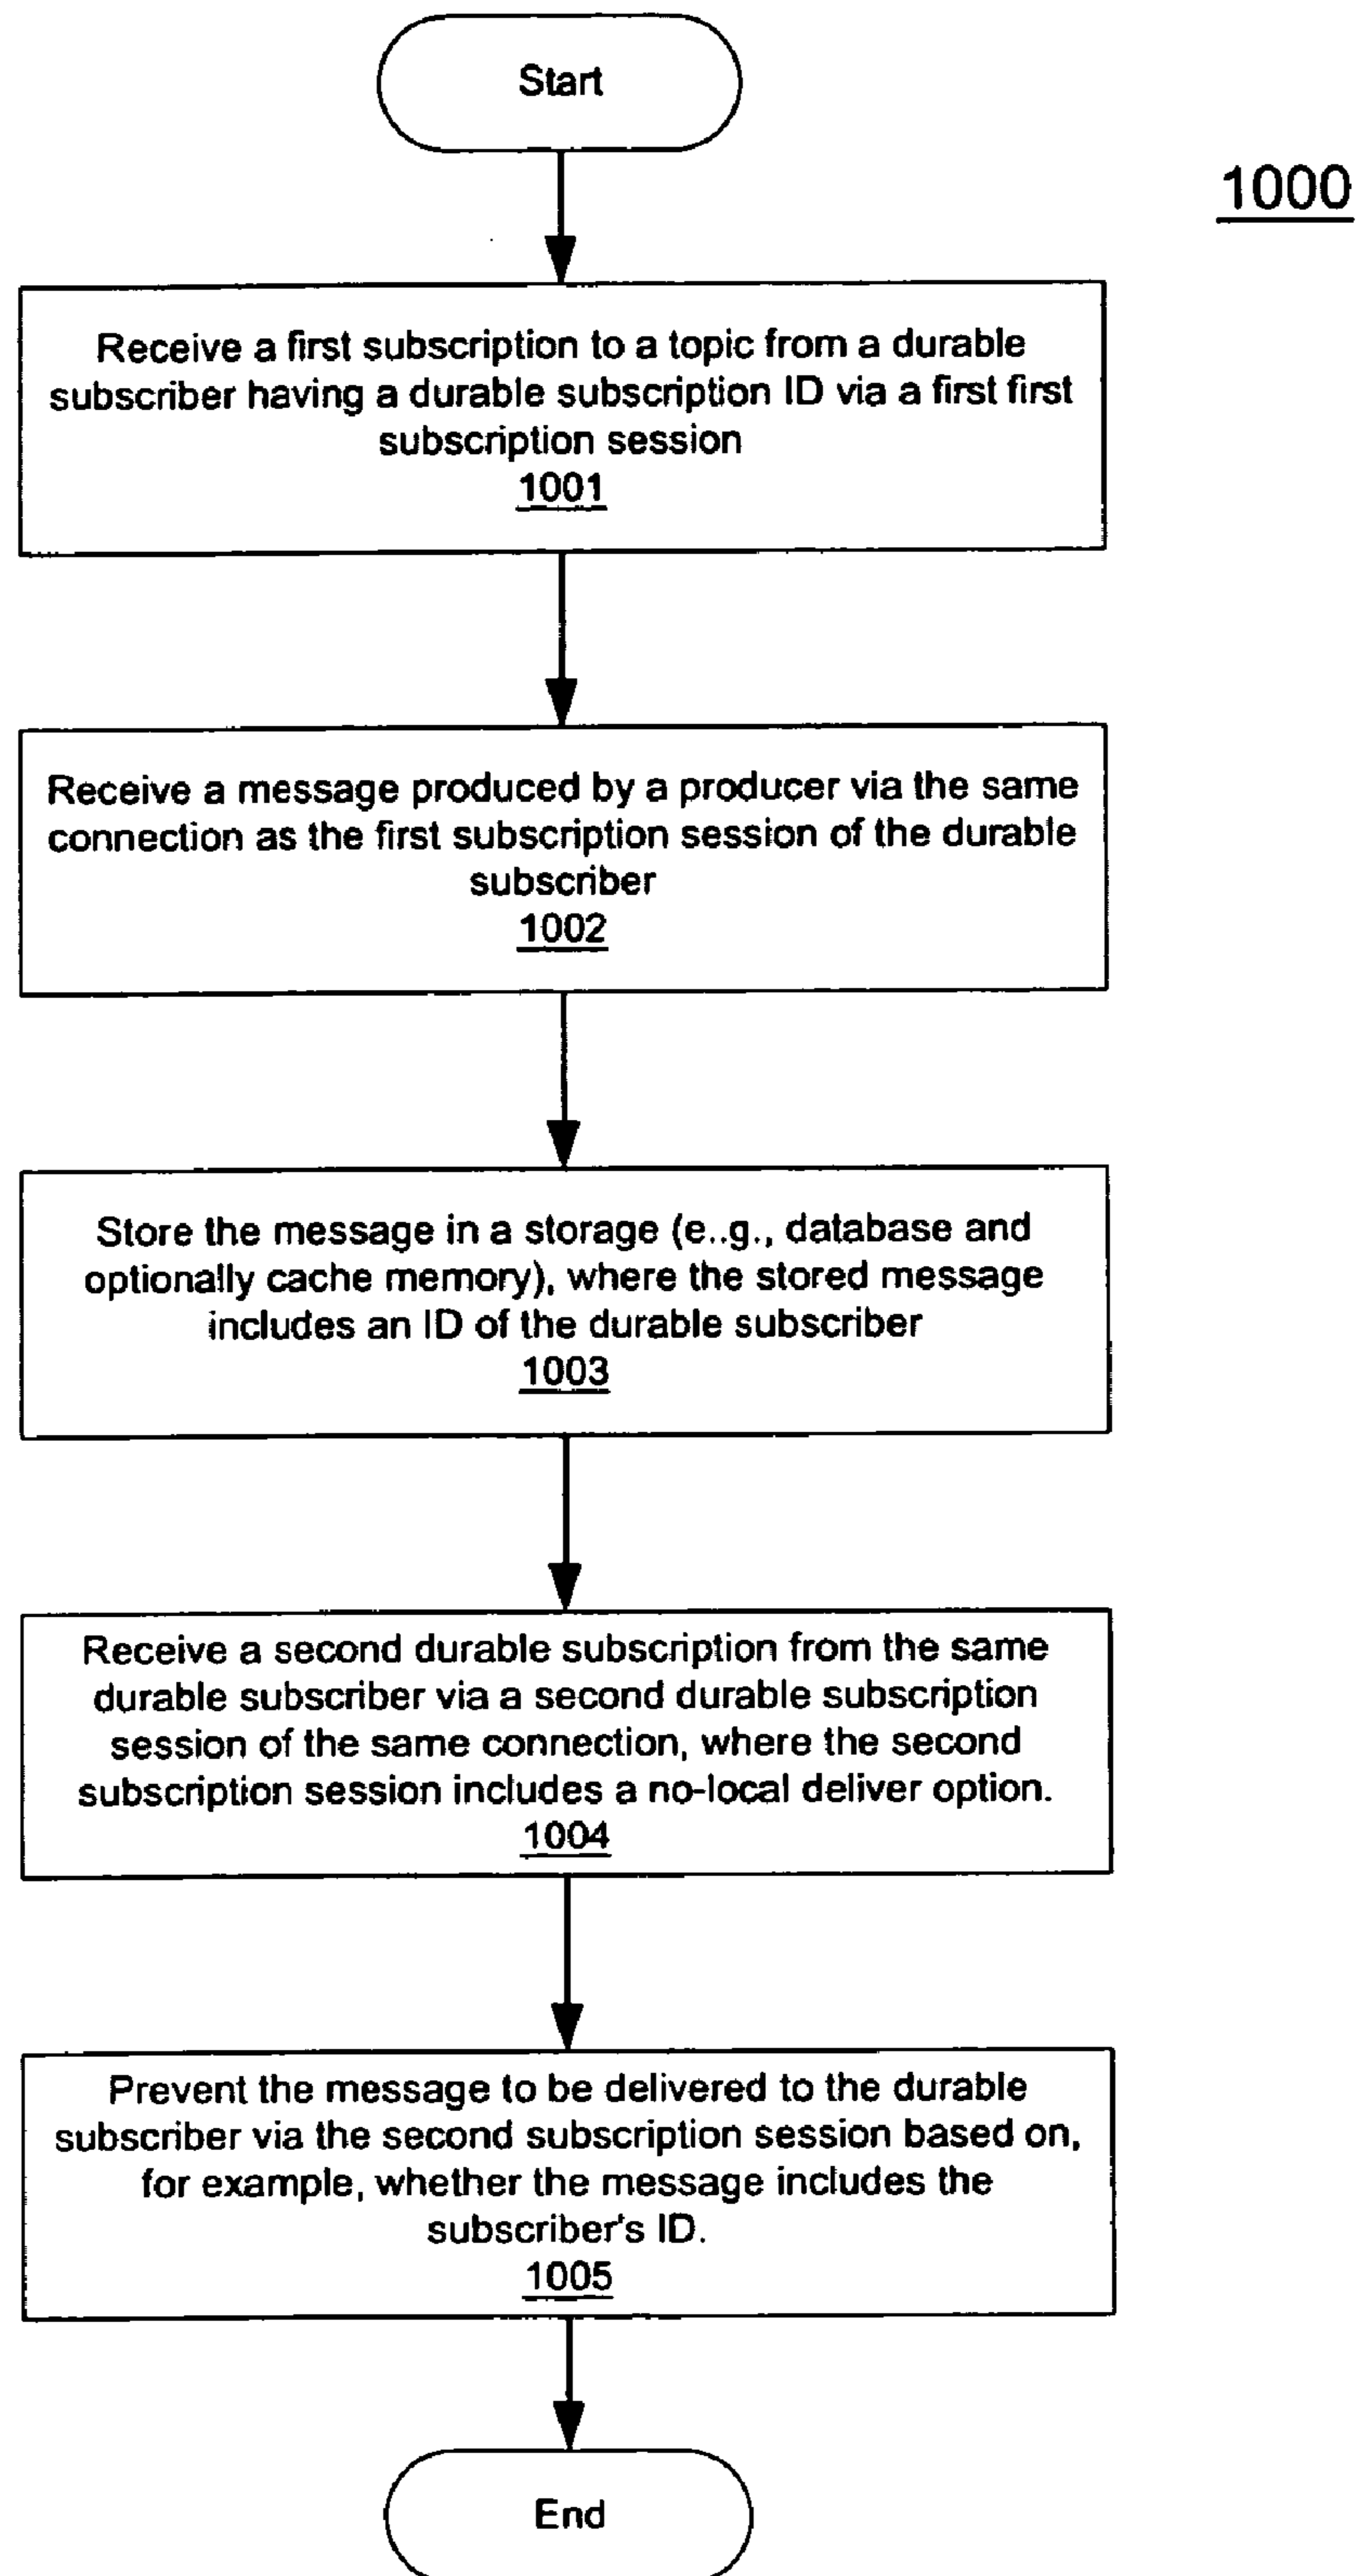 Start
1000
Receive a first subscription to a topic from a durable
subscriber having a durable subscription ID via a first first
subscription session
1001
Receive a message produced by a producer via the same
connection as the first subscription session of the durable
subscriber
1002
Store the message in a storage (e..g., database and
optionally cache memory), where the stored message
includes an ID of the durable subscriber
1003
Receive a second durable subscription from the same
durable subscriber via a second durable subscription
session of the same connection, where the second
subscription session includes a no-local deliver option.
1004
Prevent the message to be delivered to the durable
subscriber via the second subscription session based on,
for example, whether the message includes the
subscriber's ID.
1005
End